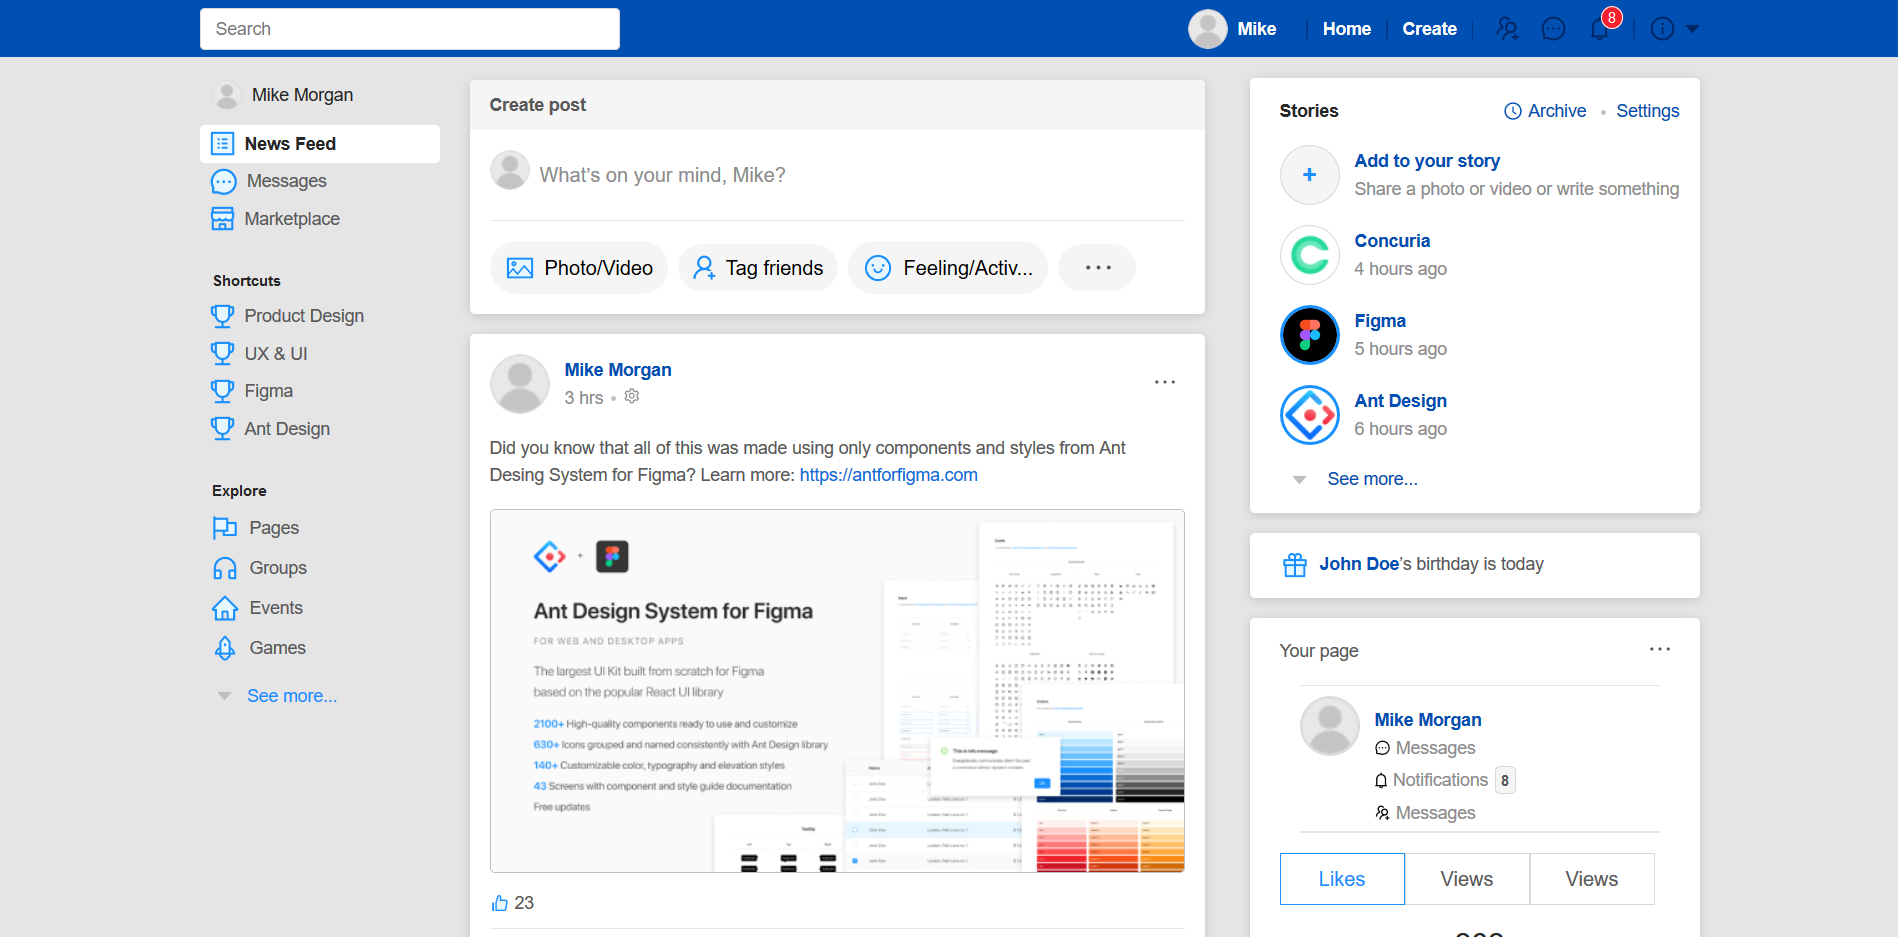 Search
Mike
Home
Create
8
Mike Morgan
News Feed
Messages
Marketplace
Shortcuts
Product Design
UX & UI
Figma
Ant Design
Explore
Pages
Groups
Events
Games
See more...
Create post
What's on your mind, Mike?
Photo/Video
Tag friends
Feeling/Activ...
Mike Morgan
3 hrs
Did you know that all of this was made using only components and styles from Ant
Desing System for Figma? Learn more: https://antforfigma.com
Ant Design System for Figma
FOR WEB AND DESKTOP APPS
The largest UI Kit built from scratch for Figma
based on the popular React UI library
2100+ High-quality components ready to use and customize
630+ Icons grouped and named consistently with Ant Design library
140+ Customizable color, typography and elevation styles
43 Screens with component and style guide documentation
Free updates
This is info message
23
Stories
Archive • Settings
Add to your story
Share a photo or video or write something
Concuria
4 hours ago
Figma
5 hours ago
Ant Design
6 hours ago
See more...
John Doe's birthday is today
Your page
Mike Morgan
Messages
Notifications 8
Messages
Likes
Views
Views